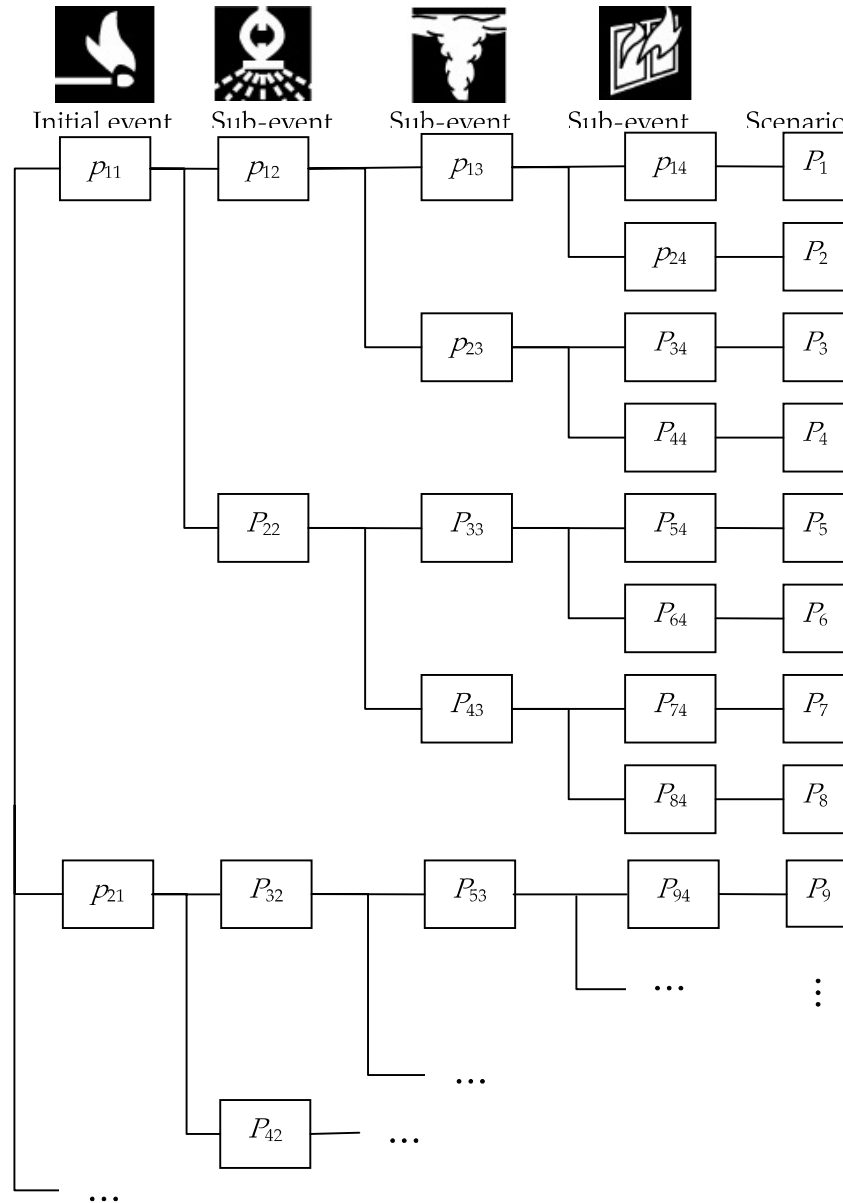 Initial event Sub-event Sub-event Sub-event Scenario
p11 p12 p13 p14 P1
p24 P2
p23 P34 P3
P44 P4
P22 P33 P54 P5
P64 P6
P43 P74 P7
P84 P8
p21 P32 P53 P94 P9
... ⋮
...
P42 ...
...